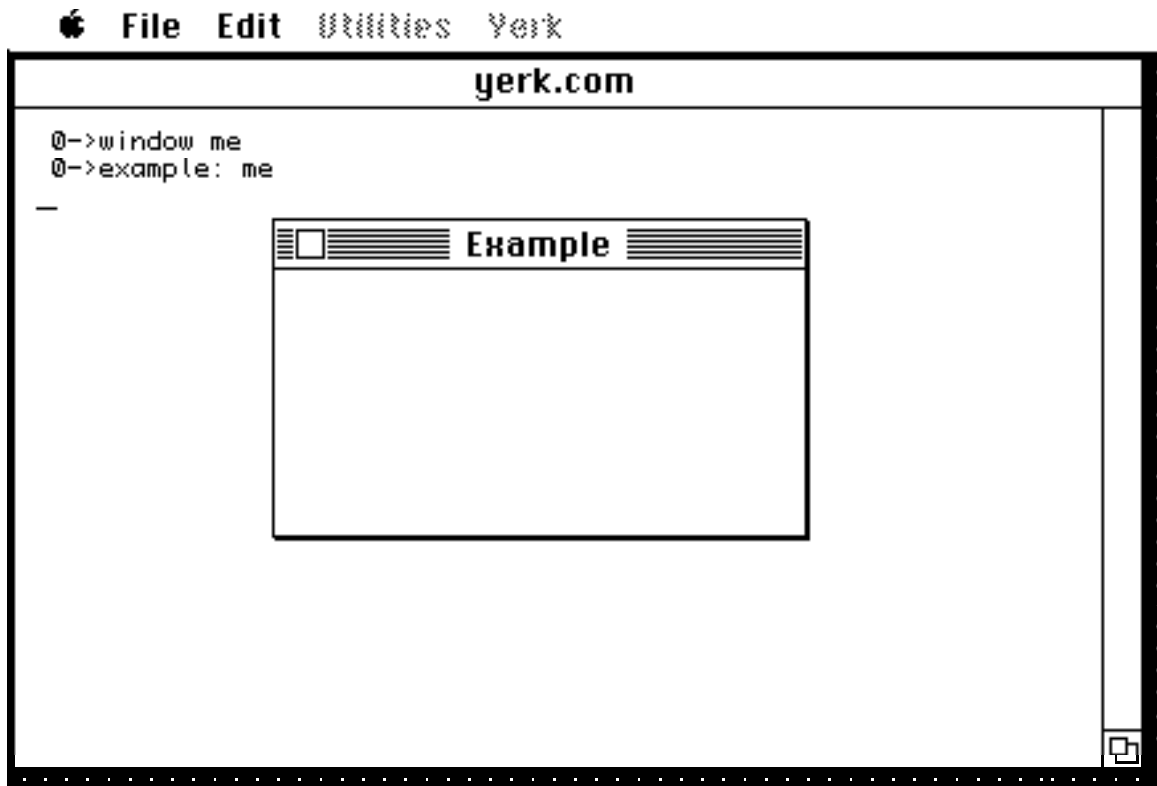 File Edit Utilities Yerk
yerk.com
0->window me
0->example: me
Example